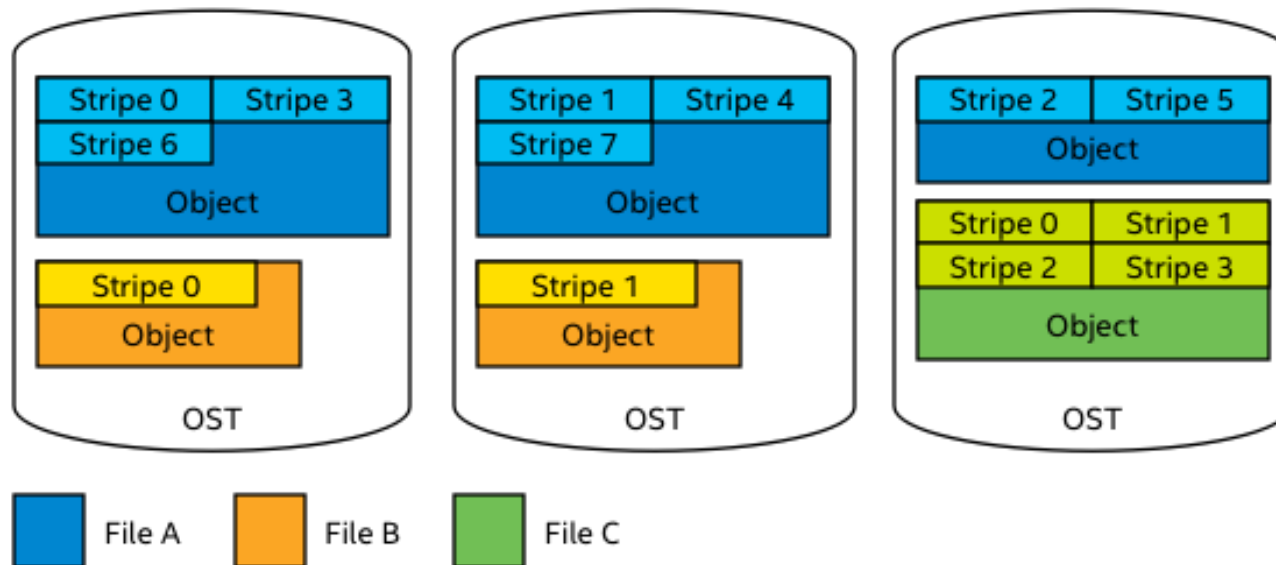 Stripe 0 Stripe 3
Stripe 6
Object
Stripe 0
Object
OST
Stripe 1 Stripe 4
Stripe 7
Object
Stripe 1
Object
OST
Stripe 2 Stripe 5
Object
Stripe 0 Stripe 1
Stripe 2 Stripe 3
Object
OST
File A File B File C